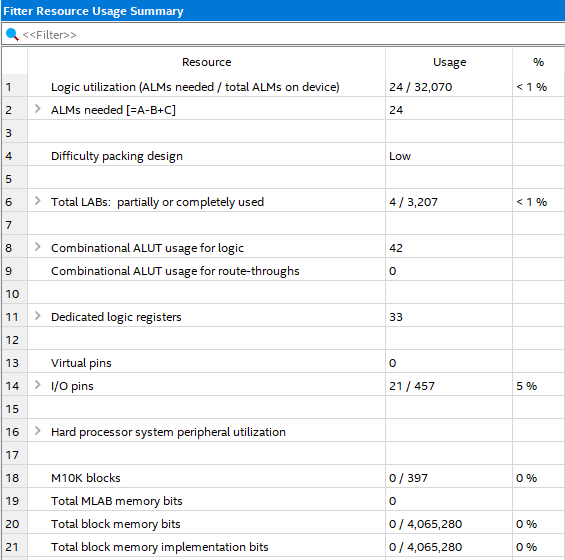 Fitter Resource Usage Summary
<<Filter>>
Resource Usage %
1 Logic utilization (ALMs needed / total ALMs on device) 24 / 32,070 < 1 %
2 ALMs needed [=A-B+C] 24
3
4 Difficulty packing design Low
5
6 Total LABs: partially or completely used 4 / 3,207 < 1 %
7
8 Combinational ALUT usage for logic 42
9 Combinational ALUT usage for route-throughs 0
10
11 Dedicated logic registers 33
12
13 Virtual pins 0
14 I/O pins 21 / 457 5 %
15
16 Hard processor system peripheral utilization
17
18 M10K blocks 0 / 397 0 %
19 Total MLAB memory bits 0
20 Total block memory bits 0 / 4,065,280 0 %
21 Total block memory implementation bits 0 / 4,065,280 0 %